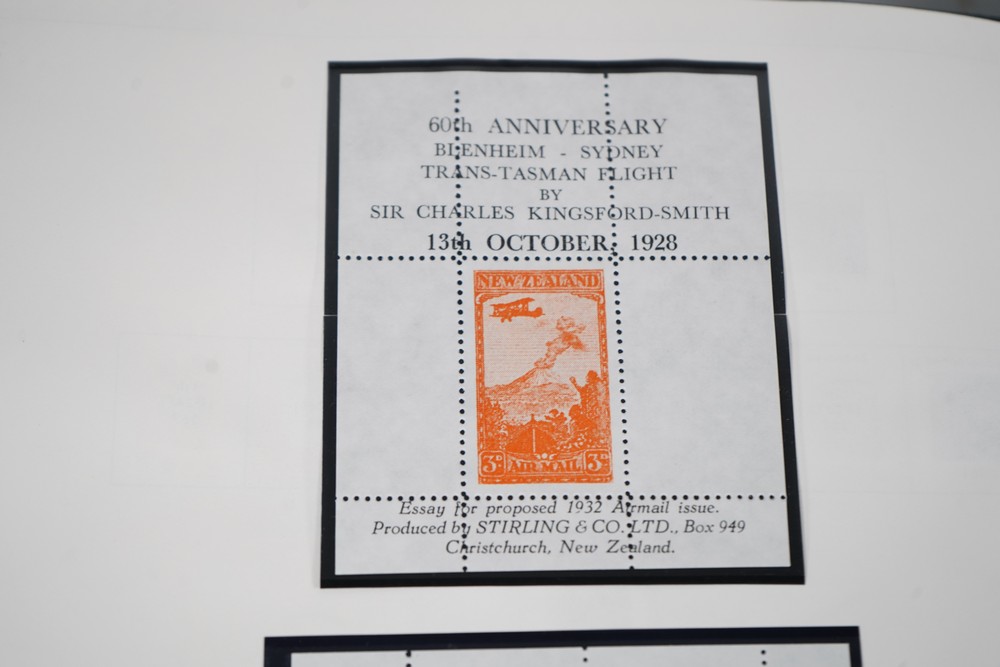 60th ANNIVERSARY
BLENHEIM - SYDNEY
TRANS-TASMAN FLIGHT
BY
SIR CHARLES KINGSFORD-SMITH
13th OCTOBER, 1928
NEW·ZEALAND
3D AIR MAIL 3D
Essay for proposed 1932 Airmail issue.
Produced by STIRLING & CO. LTD., Box 949
Christchurch, New Zealand.